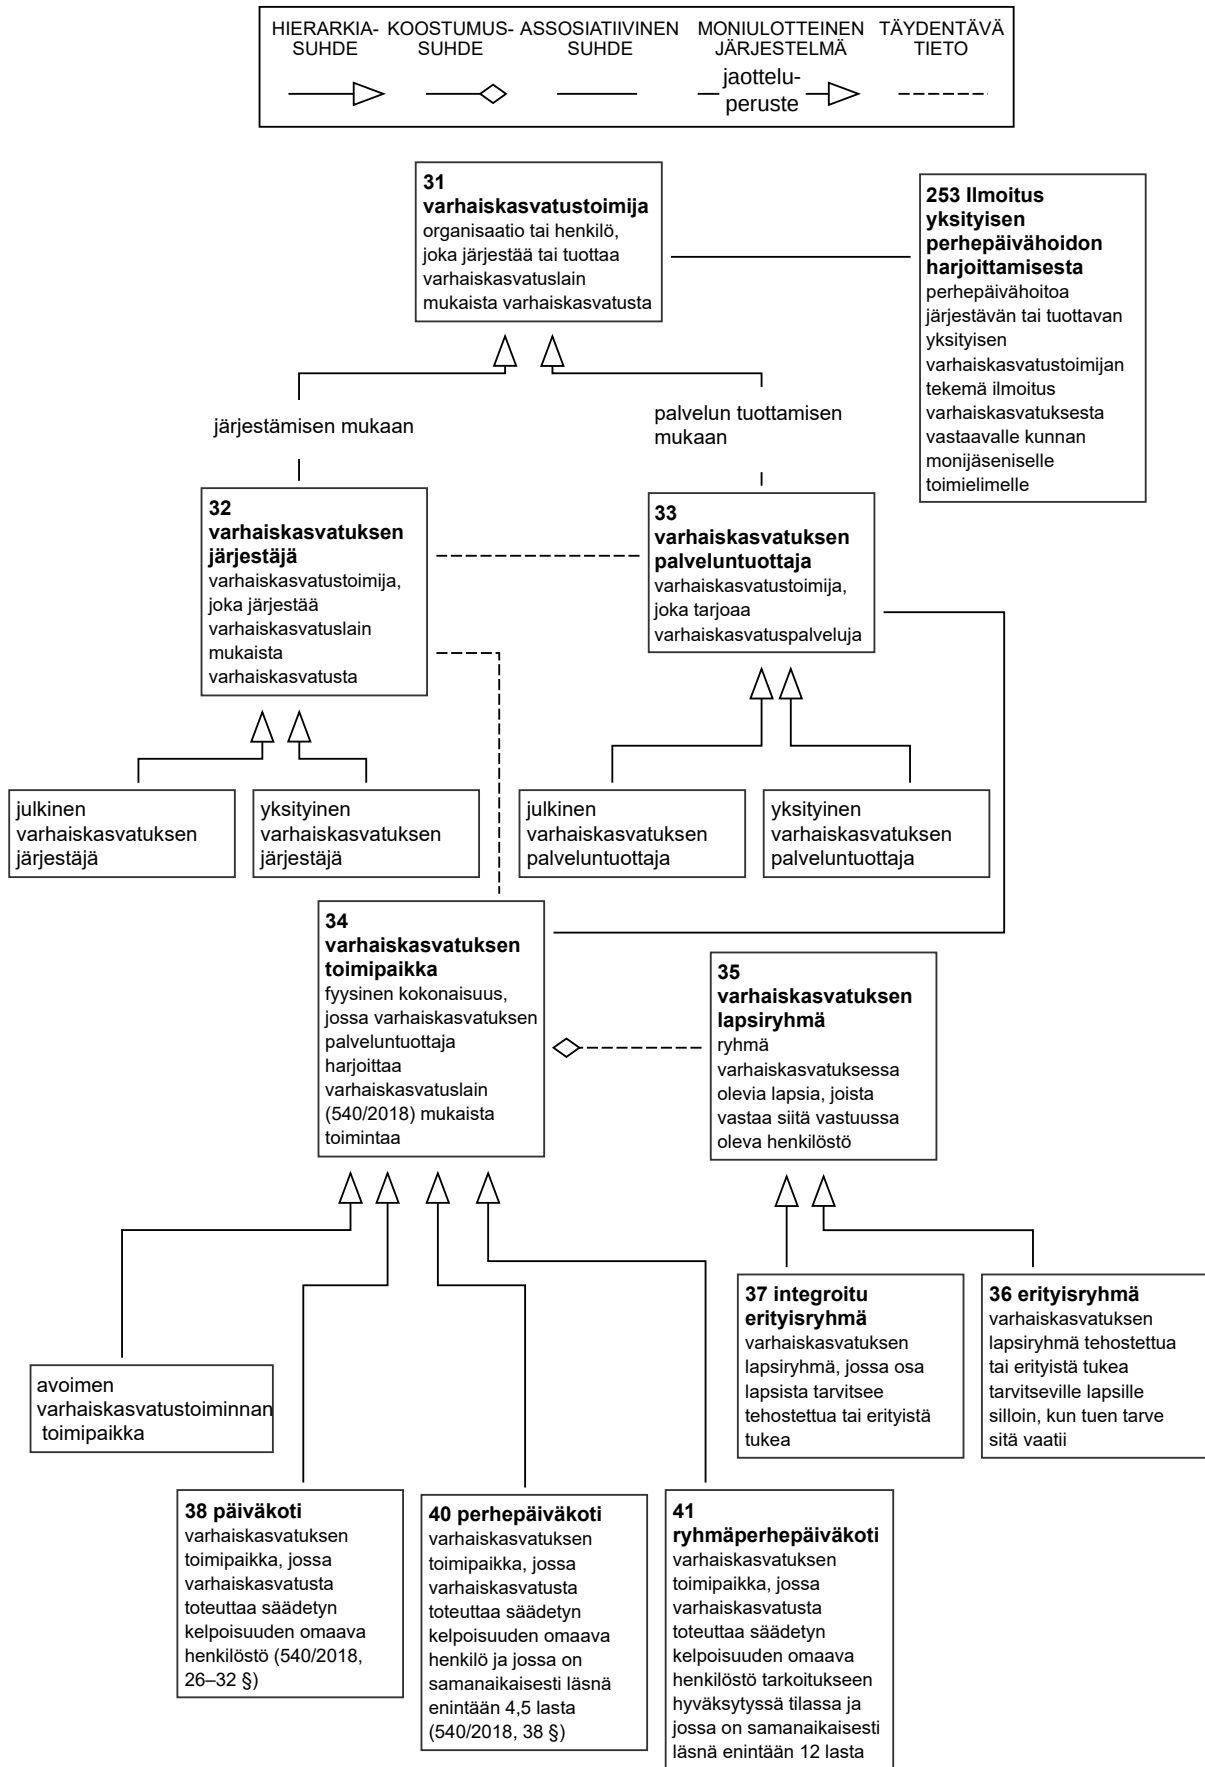 HIERARKIA-
SUHDE
KOOSTUMUS-
SUHDE
ASSOSIATIIVINEN
SUHDE
MONIULOTTEINEN
JÄRJESTELMÄ
TÄYDENTÄVÄ
TIETO
jaottelu-
peruste
31
varhaiskasvatustoimija
organisaatio tai henkilö,
joka järjestää tai tuottaa
varhaiskasvatuslain
mukaista varhaiskasvatusta
253 Ilmoitus
yksityisen
perhepäivähoidon
harjoittamisesta
perhepäivähoitoa
järjestävän tai tuottavan
yksityisen
varhaiskasvatustoimijan
tekemä ilmoitus
varhaiskasvatuksesta
vastaavalle kunnan
monijäseniselle
toimielimelle
järjestämisen mukaan
palvelun tuottamisen
mukaan
32
varhaiskasvatuksen
järjestäjä
varhaiskasvatustoimija,
joka järjestää
varhaiskasvatuslain
mukaista
varhaiskasvatusta
33
varhaiskasvatuksen
palveluntuottaja
varhaiskasvatustoimija,
joka tarjoaa
varhaiskasvatuspalveluja
julkinen
varhaiskasvatuksen
järjestäjä
yksityinen
varhaiskasvatuksen
järjestäjä
julkinen
varhaiskasvatuksen
palveluntuottaja
yksityinen
varhaiskasvatuksen
palveluntuottaja
34
varhaiskasvatuksen
toimipaikka
fyysinen kokonaisuus,
jossa varhaiskasvatuksen
palveluntuottaja
harjoittaa
varhaiskasvatuslain
(540/2018) mukaista
toimintaa
35
varhaiskasvatuksen
lapsiryhmä
ryhmä
varhaiskasvatuksessa
olevia lapsia, joista
vastaa siitä vastuussa
oleva henkilöstö
37 integroitu
erityisryhmä
varhaiskasvatuksen
lapsiryhmä, jossa osa
lapsista tarvitsee
tehostettua tai erityistä
tukea
36 erityisryhmä
varhaiskasvatuksen
lapsiryhmä tehostettua
tai erityistä tukea
tarvitseville lapsille
silloin, kun tuen tarve
sitä vaatii
avoimen
varhaiskasvatustoiminnan
toimipaikka
38 päiväkoti
varhaiskasvatuksen
toimipaikka, jossa
varhaiskasvatusta
toteuttaa säädetyn
kelpoisuuden omaava
henkilöstö (540/2018,
26–32 §)
40 perhepäiväkoti
varhaiskasvatuksen
toimipaikka, jossa
varhaiskasvatusta
toteuttaa säädetyn
kelpoisuuden omaava
henkilö ja jossa on
samanaikaisesti läsnä
enintään 4,5 lasta
(540/2018, 38 §)
41
ryhmäperhepäiväkoti
varhaiskasvatuksen
toimipaikka, jossa
varhaiskasvatusta
toteuttaa säädetyn
kelpoisuuden omaava
henkilöstö tarkoitukseen
hyväksytyssä tilassa ja
jossa on samanaikaisesti
läsnä enintään 12 lasta